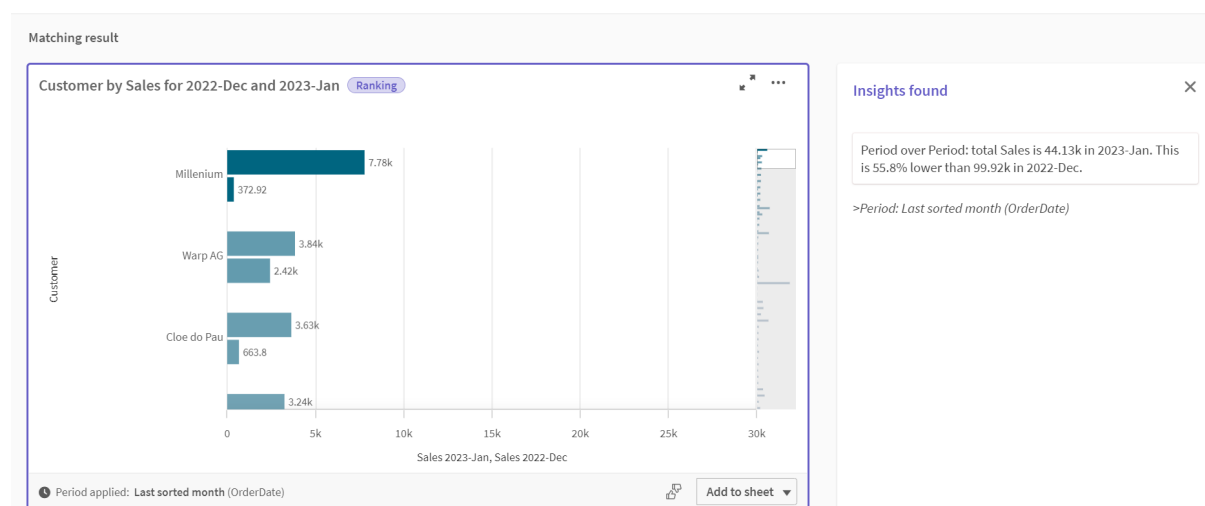 Matching result
Customer by Sales for 2022-Dec and 2023-Jan Ranking
Customer
Millenium
7.78k
372.92
Warp AG
3.84k
2.42k
Cloe do Pau
3.63k
663.8
3.24k
0 5k 10k 15k 20k 25k 30k
Sales 2023-Jan, Sales 2022-Dec
Period applied: Last sorted month (OrderDate)
Add to sheet
Insights found
Period over Period: total Sales is 44.13k in 2023-Jan. This
is 55.8% lower than 99.92k in 2022-Dec.
>Period: Last sorted month (OrderDate)